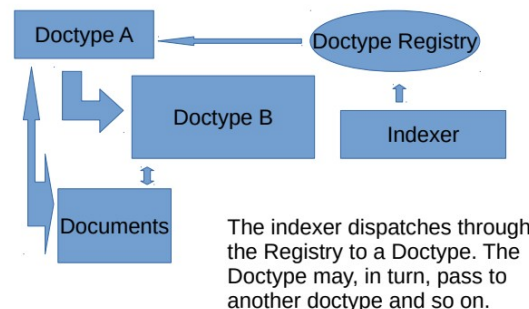 Doctype A
Doctype Registry
Doctype B
Indexer
Documents
The indexer dispatches through
the Registry to a Doctype. The
Doctype may, in turn, pass to
another doctype and so on.